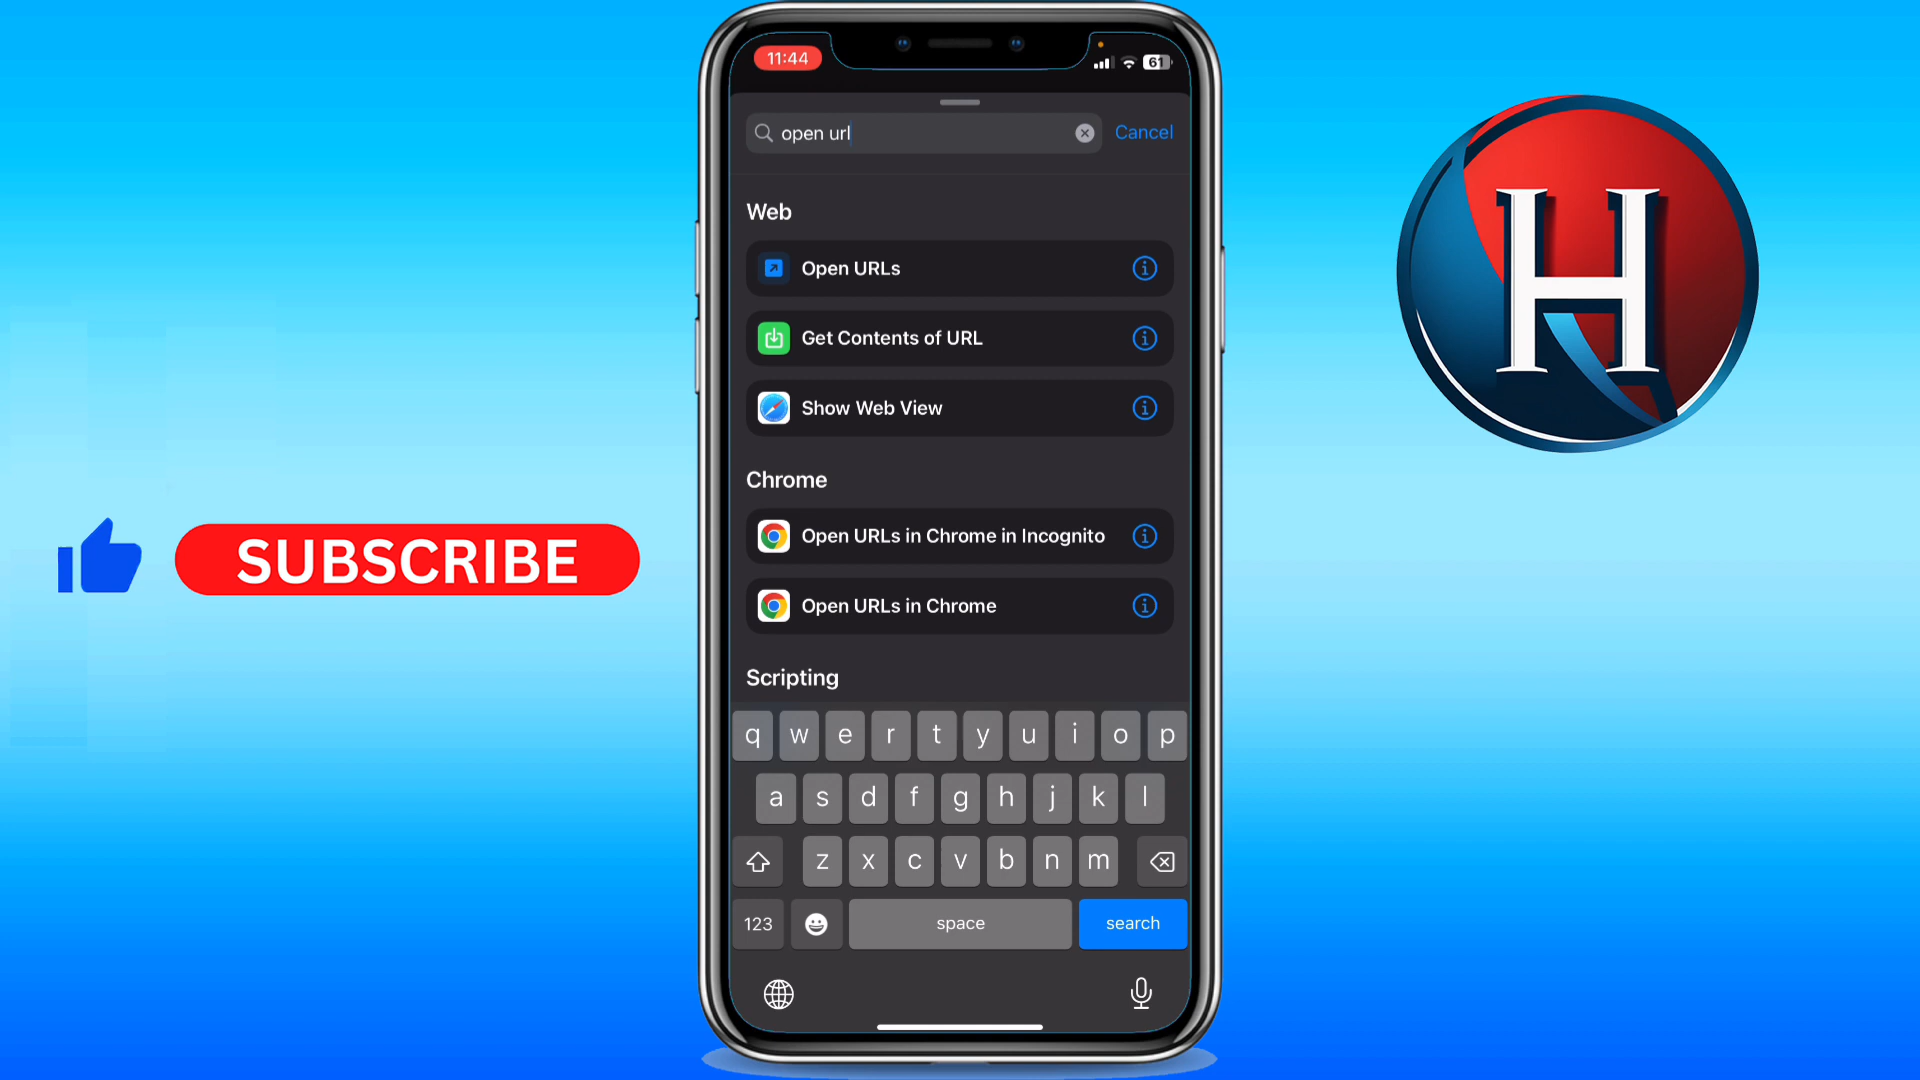 11:44
61
open url
Cancel
Web
Open URLs
Get Contents of URL
Show Web View
Chrome
Open URLs in Chrome in Incognito
Open URLs in Chrome
Scripting
q w e r t y u i o p
a s d f g h j k l
z x c v b n m
123
space
search
SUBSCRIBE
H